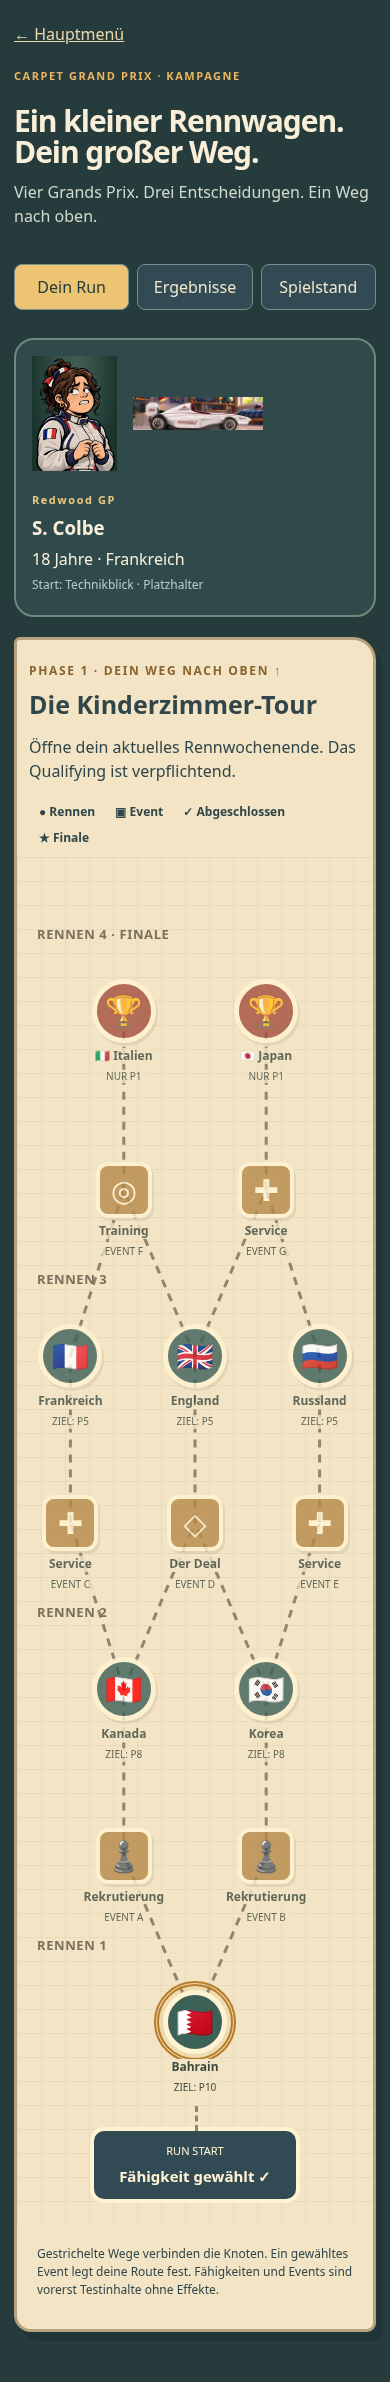 ← Hauptmenü
CARPET GRAND PRIX · KAMPAGNE
Ein kleiner Rennwagen.
Dein großer Weg.
Vier Grands Prix. Drei Entscheidungen. Ein Weg
nach oben.
Dein Run
Ergebnisse
Spielstand
Redwood GP
S. Colbe
18 Jahre · Frankreich
Start: Technikblick · Platzhalter
PHASE 1 · DEIN WEG NACH OBEN ↑
Die Kinderzimmer-Tour
Öffne dein aktuelles Rennwochenende. Das
Qualifying ist verpflichtend.
● Rennen ▣ Event ✓ Abgeschlossen
★ Finale
RENNEN 4 · FINALE
Italien Japan
NUR P1 NUR P1
Training Service
EVENT F EVENT G
RENNEN 3
Frankreich England Russland
ZIEL: P5 ZIEL: P5 ZIEL: P5
Service Der Deal Service
EVENT C EVENT D EVENT E
RENNEN 2
Kanada Korea
ZIEL: P8 ZIEL: P8
Rekrutierung Rekrutierung
EVENT A EVENT B
RENNEN 1
Bahrain
ZIEL: P10
RUN START
Fähigkeit gewählt ✓
Gestrichelte Wege verbinden die Knoten. Ein gewähltes
Event legt deine Route fest. Fähigkeiten und Events sind
vorerst Testinhalte ohne Effekte.